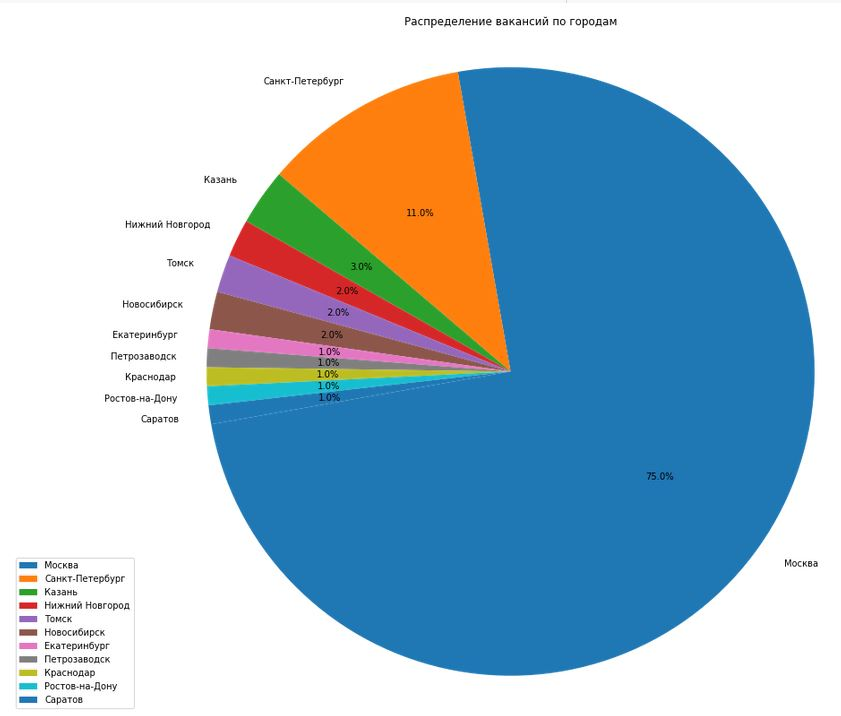 Распределение вакансий по городам
Санкт-Петербург
Казань
11.0%
Нижний Новгород
Томск
3.0%
2.0%
Новосибирск
2.0%
Екатеринбург
2.0%
Петрозаводск
1.0%
1.0%
Краснодар
1.0%
1.0%
Ростов-на-Дону
1.0%
Саратов
75.0%
Москва
Москва
Санкт-Петербург
Казань
Нижний Новгород
Томск
Новосибирск
Екатеринбург
Петрозаводск
Краснодар
Ростов-на-Дону
Саратов